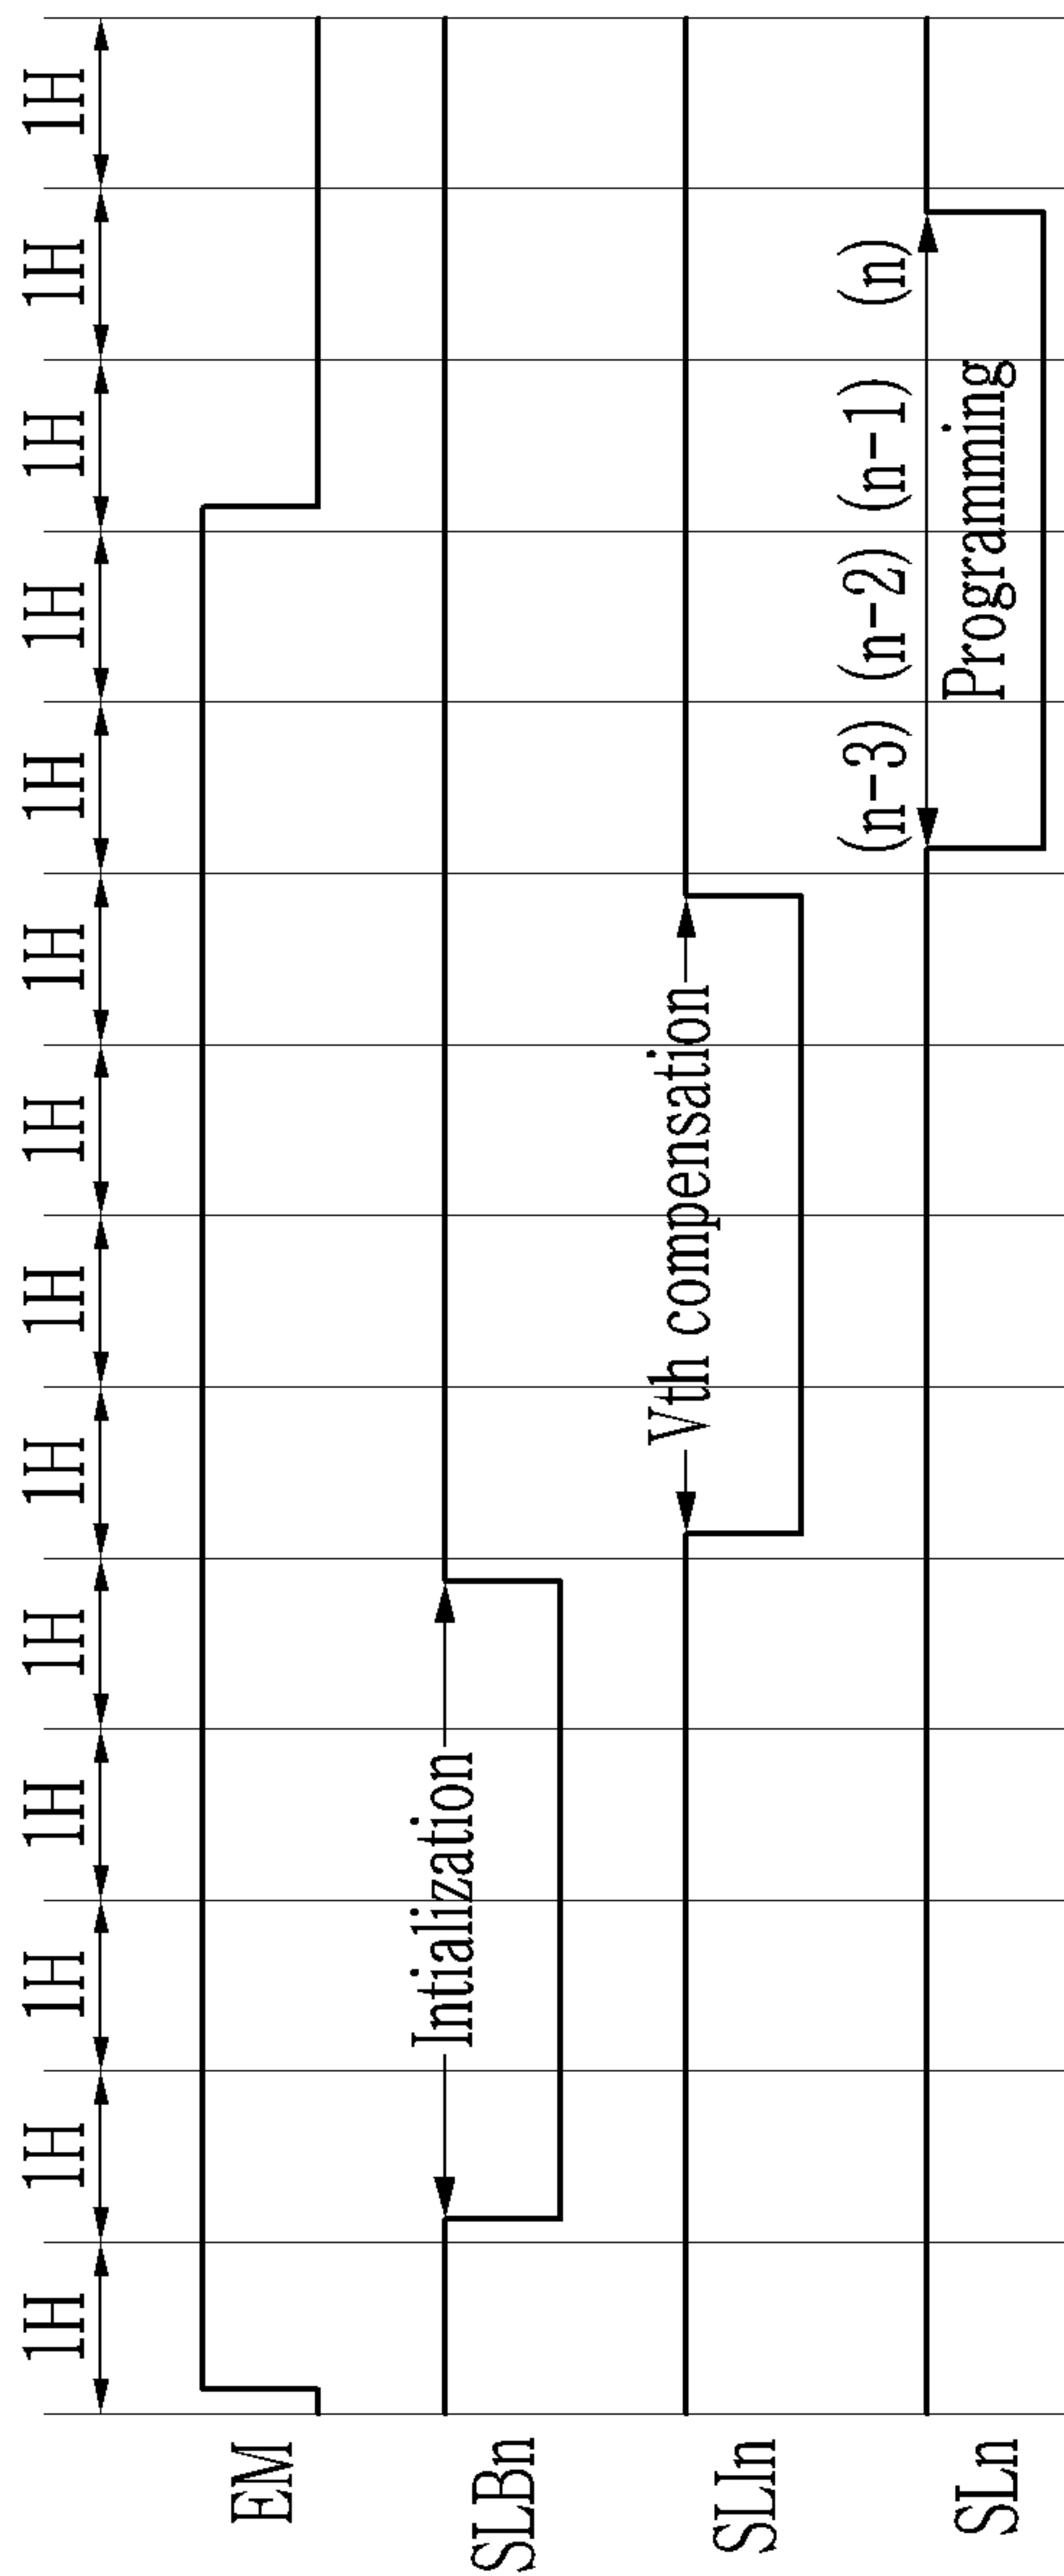 1H 1H 1H 1H 1H 1H 1H 1H 1H 1H 1H 1H 1H 1H
EM
SLBn
Intialization
SLIn
Vth compensation
SLn
(n-3) (n-2) (n-1) (n)
Programming